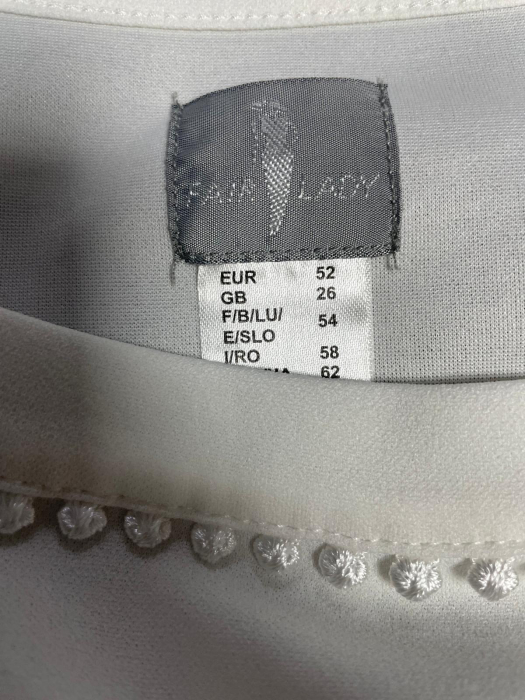 FAIR LADY
EUR 52
GB 26
F/B/LU/
E/SLO 54
I/RO 58
62